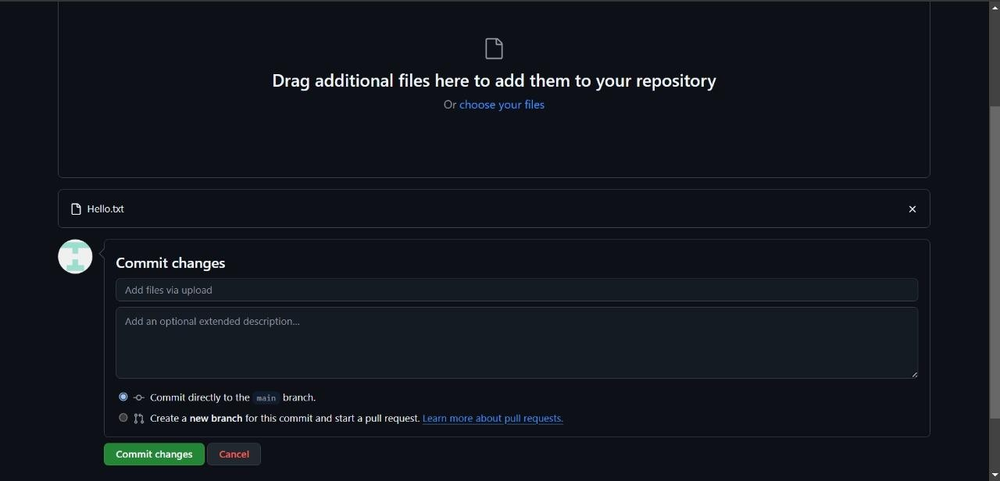 Drag additional files here to add them to your repository
Or choose your files
Hello.txt
Commit changes
Add files via upload
Add an optional extended description...
Commit directly to the main branch.
Create a new branch for this commit and start a pull request. Learn more about pull requests.
Commit changes Cancel